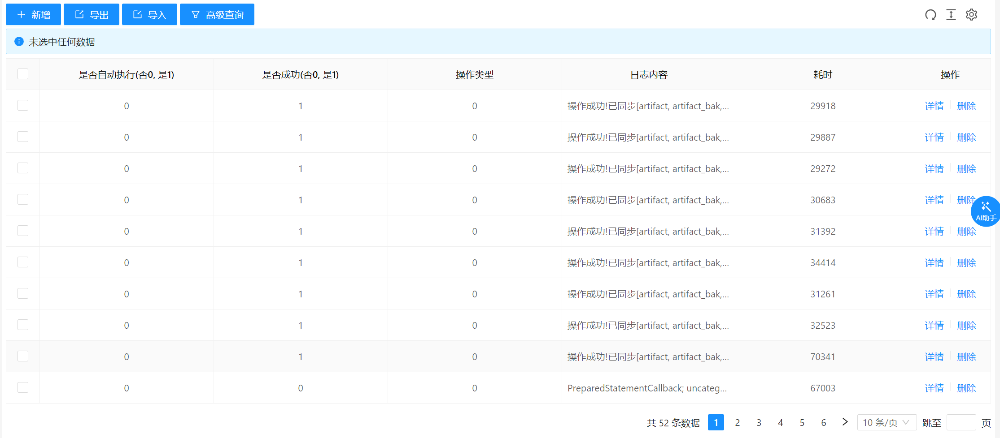 新增 导出 导入 高级查询
未选中任何数据
是否自动执行(否0, 是1) 是否成功(否0, 是1) 操作类型 日志内容 耗时 操作
0 1 0 操作成功!已同步[artifact, artifact_bak,... 29918 详情 删除
0 1 0 操作成功!已同步[artifact, artifact_bak,... 29887 详情 删除
0 1 0 操作成功!已同步[artifact, artifact_bak,... 29272 详情 删除
0 1 0 操作成功!已同步[artifact, artifact_bak,... 30683 详情 删除
AI助手
0 1 0 操作成功!已同步[artifact, artifact_bak,... 31392 详情 删除
0 1 0 操作成功!已同步[artifact, artifact_bak,... 34414 详情 删除
0 1 0 操作成功!已同步[artifact, artifact_bak,... 31261 详情 删除
0 1 0 操作成功!已同步[artifact, artifact_bak,... 32523 详情 删除
0 1 0 操作成功!已同步[artifact, artifact_bak,... 70341 详情 删除
0 0 0 PreparedStatementCallback; uncateg... 67003 详情 删除
共 52 条数据 1 2 3 4 5 6 10 条/页 跳至 页